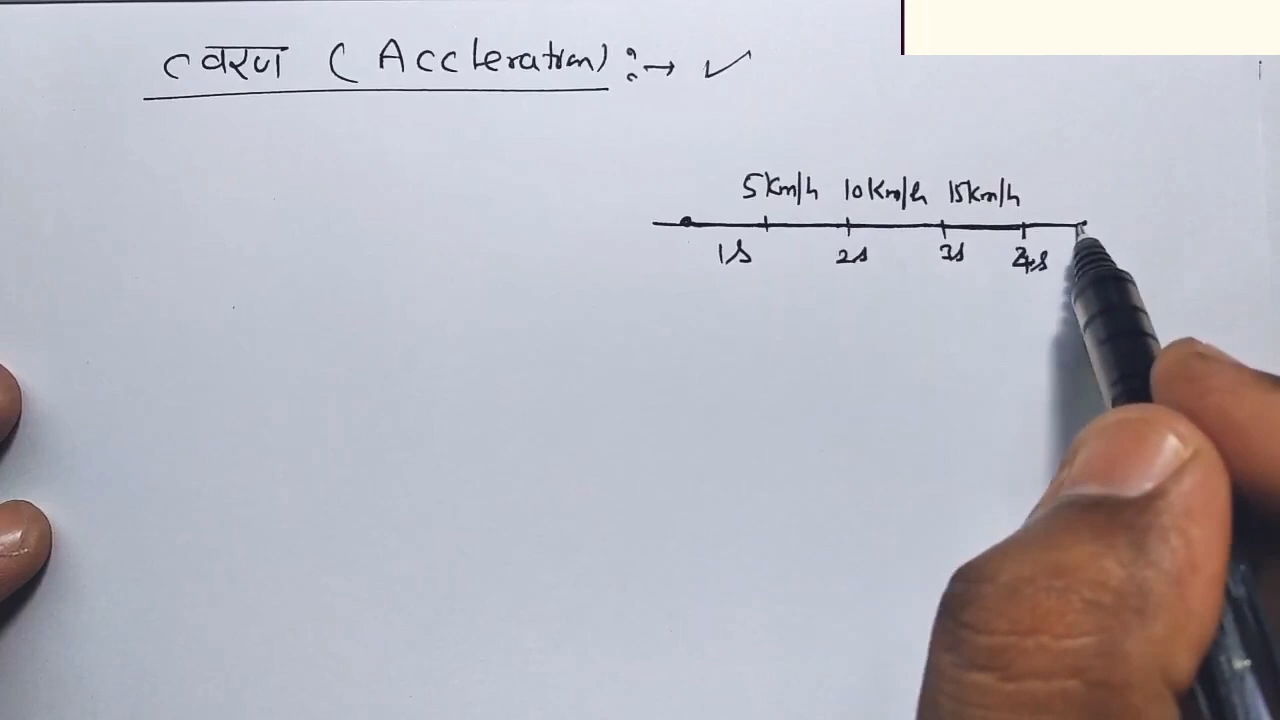 त्वरण ( Accleration) :→ ✓
5km/h 10km/h 15km/h
1s 2s 3s 4s